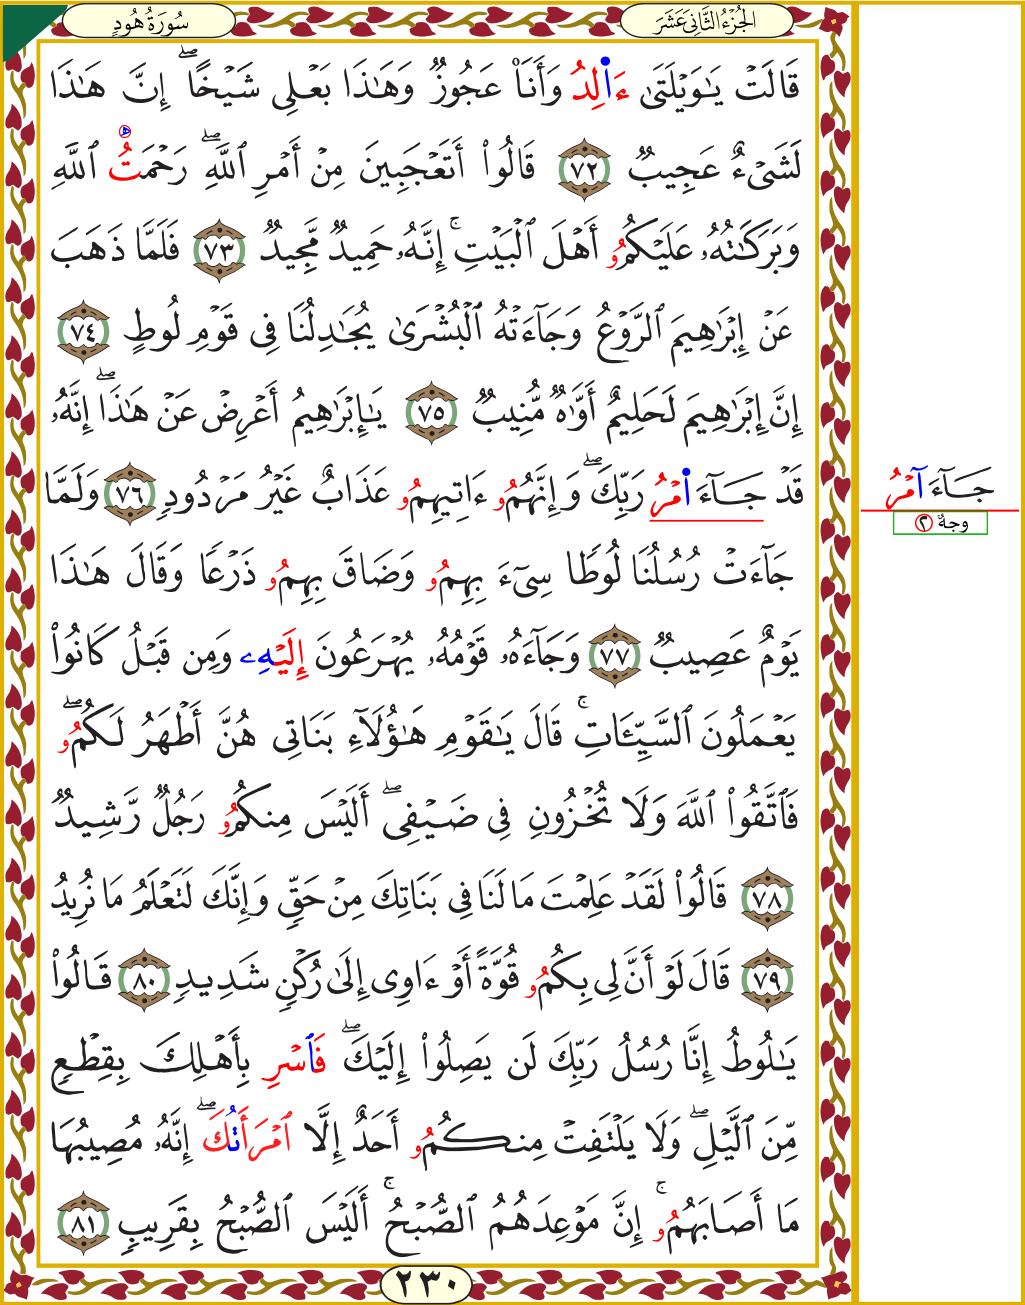 الجُزْءُ الثَّانِيَ عَشَرَ
سُورَةُ هُودٍ
قَالَتْ يَـٰوَيْلَتَىٰ ءَاَ۬لِدُ وَأَنَا۠ عَجُوزٌ وَهَـٰذَا بَعْلِى شَيْخًا ۖ إِنَّ هَـٰذَا
لَشَىْءٌ عَجِيبٌ ٧٢ قَالُوا۟ أَتَعْجَبِينَ مِنْ أَمْرِ ٱللَّهِ ۖ رَحْمَتُ ٱللَّهِ
وَبَرَكَـٰتُهُۥ عَلَيْكُمُۥ أَهْلَ ٱلْبَيْتِ ۚ إِنَّهُۥ حَمِيدٌ مَّجِيدٌ ٧٣ فَلَمَّا ذَهَبَ
عَنْ إِبْرَٰهِيمَ ٱلرَّوْعُ وَجَآءَتْهُ ٱلْبُشْرَىٰ يُجَـٰدِلُنَا فِى قَوْمِ لُوطٍ ٧٤
إِنَّ إِبْرَٰهِيمَ لَحَلِيمٌ أَوَّٰهٌ مُّنِيبٌ ٧٥ يَـٰٓإِبْرَٰهِيمُ أَعْرِضْ عَنْ هَـٰذَا ۖ إِنَّهُۥ
قَدْ جَآءَ اَ۬مْرُ رَبِّكَ ۖ وَإِنَّهُمُۥ ءَاتِيهِمُۥ عَذَابٌ غَيْرُ مَرْدُودٍ ٧٦ وَلَمَّا
جَآءَ اٰمْرُ
وجهٌ ٢
جَآءَتْ رُسُلُنَا لُوطًا سِىٓءَ بِهِمُۥ وَضَاقَ بِهِمُۥ ذَرْعًا وَقَالَ هَـٰذَا
يَوْمٌ عَصِيبٌ ٧٧ وَجَآءَهُۥ قَوْمُهُۥ يُهْرَعُونَ إِلَيْهِۦ وَمِن قَبْلُ كَانُوا۟
يَعْمَلُونَ ٱلسَّيِّـَٔاتِ ۚ قَالَ يَـٰقَوْمِ هَـٰٓؤُلَآءِ بَنَاتِى هُنَّ أَطْهَرُ لَكُمُۥ ۖ
فَٱتَّقُوا۟ ٱللَّهَ وَلَا تُخْزُونِ فِى ضَيْفِى ۖ أَلَيْسَ مِنكُمُۥ رَجُلٌ رَّشِيدٌ
٧٨ قَالُوا۟ لَقَدْ عَلِمْتَ مَا لَنَا فِى بَنَاتِكَ مِنْ حَقٍّ وَإِنَّكَ لَتَعْلَمُ مَا نُرِيدُ
٧٩ قَالَ لَوْ أَنَّ لِى بِكُمُۥ قُوَّةً أَوْ ءَاوِى إِلَىٰ رُكْنٍ شَدِيدٍ ٨٠ قَالُوا۟
يَـٰلُوطُ إِنَّا رُسُلُ رَبِّكَ لَن يَصِلُوٓا۟ إِلَيْكَ ۖ فَٱسْرِ بِأَهْلِكَ بِقِطْعٍ
مِّنَ ٱلَّيْلِ ۖ وَلَا يَلْتَفِتْ مِنكُمُۥ أَحَدٌ إِلَّا ٱمْرَأَتُكَ ۖ إِنَّهُۥ مُصِيبُهَا
مَا أَصَابَهُمُۥ ۚ إِنَّ مَوْعِدَهُمُ ٱلصُّبْحُ ۚ أَلَيْسَ ٱلصُّبْحُ بِقَرِيبٍ ٨١
٢٣٠